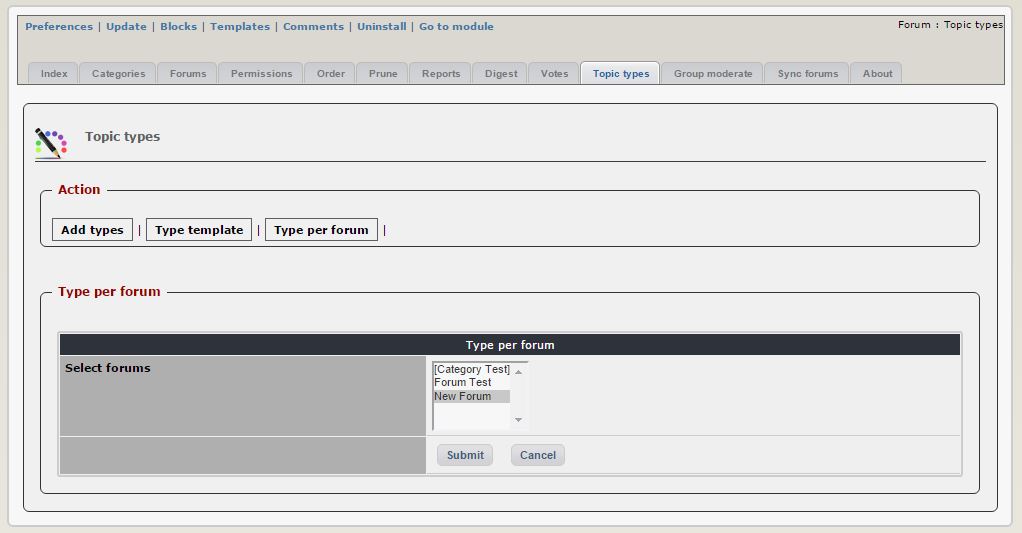 Preferences | Update | Blocks | Templates | Comments | Uninstall | Go to module
Forum : Topic types
Index Categories Forums Permissions Order Prune Reports Digest Votes Topic types Group moderate Sync forums About
Topic types
Action
Add types | Type template | Type per forum |
Type per forum
Type per forum
Select forums
[Category Test]
Forum Test
New Forum
Submit Cancel